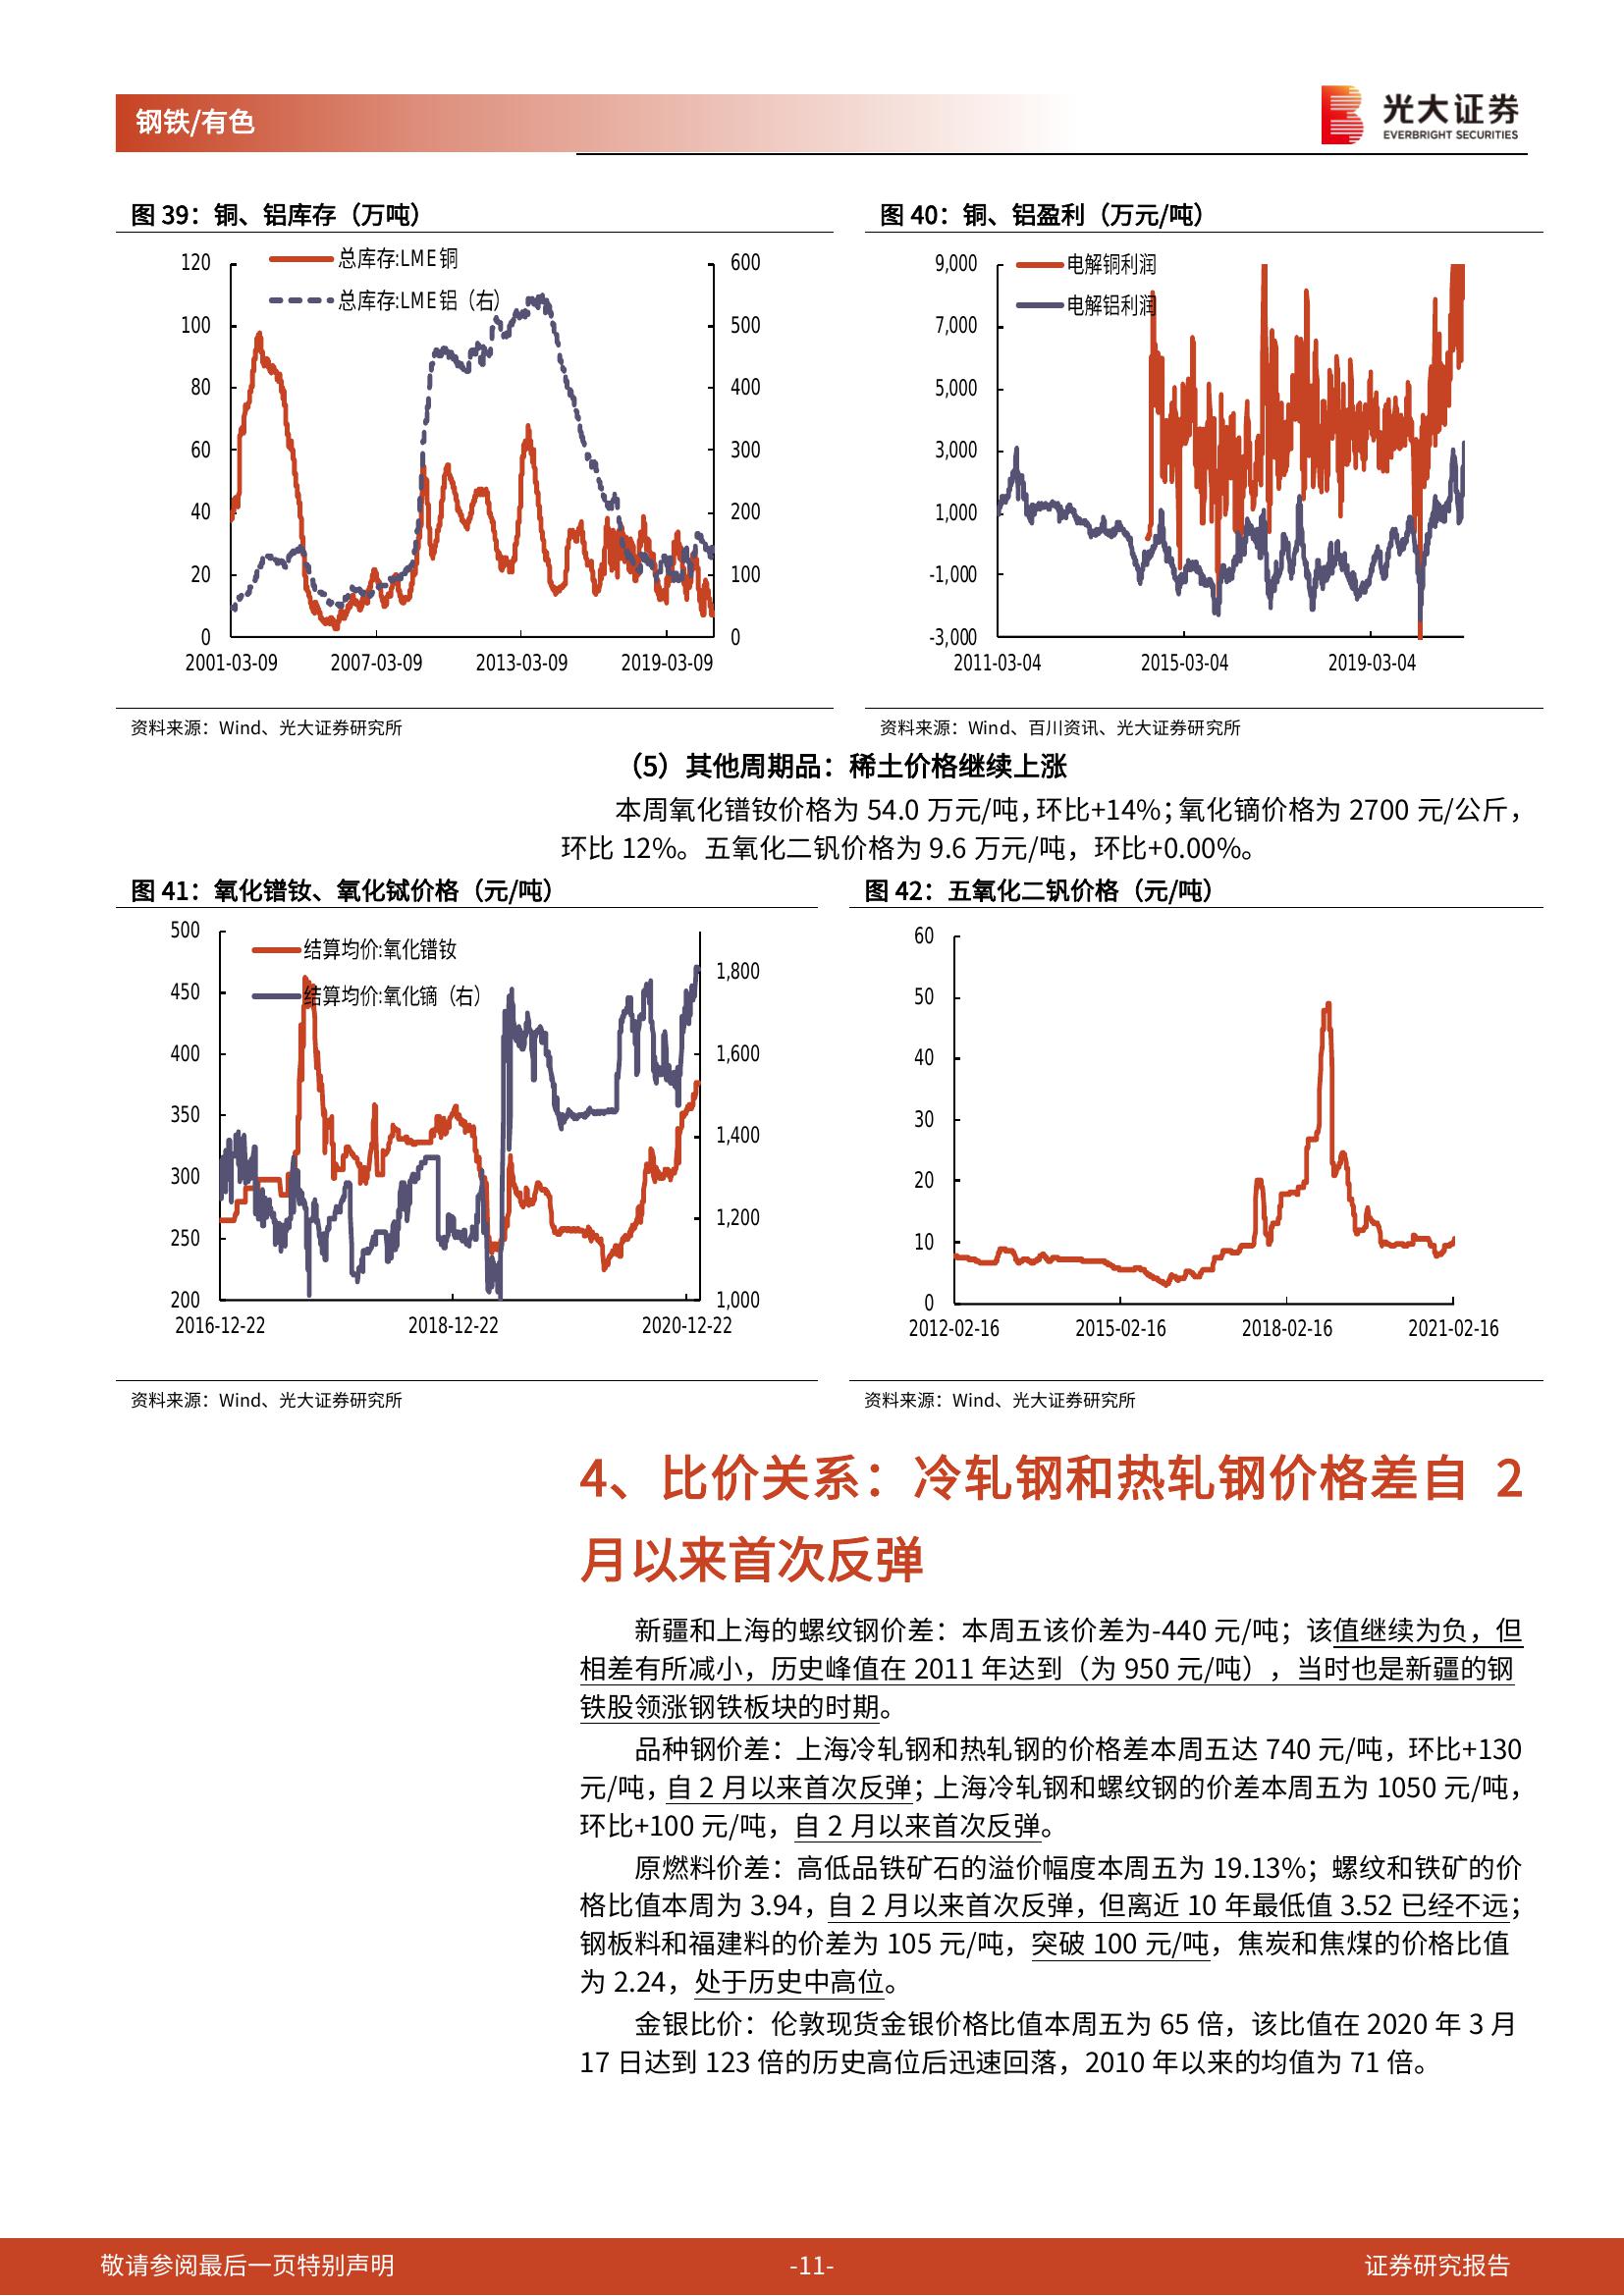 钢铁/有色
光大证券
EVERBRIGHT SECURITIES
图 39：铜、铝库存（万吨）
总库存:LME铜
总库存:LME铝（右）
120
100
80
60
40
20
0
600
500
400
300
200
100
0
2001-03-09 2007-03-09 2013-03-09 2019-03-09
资料来源：Wind、光大证券研究所
图 40：铜、铝盈利（万元/吨）
电解铜利润
电解铝利润
9,000
7,000
5,000
3,000
1,000
-1,000
-3,000
2011-03-04 2015-03-04 2019-03-04
资料来源：Wind、百川资讯、光大证券研究所
（5）其他周期品：稀土价格继续上涨
本周氧化镨钕价格为 54.0 万元/吨，环比+14%；氧化镝价格为 2700 元/公斤，
环比 12%。五氧化二钒价格为 9.6 万元/吨，环比+0.00%。
图 41：氧化镨钕、氧化铽价格（元/吨）
结算均价:氧化镨钕
结算均价:氧化镝（右）
500
450
400
350
300
250
200
1,800
1,600
1,400
1,200
1,000
2016-12-22 2018-12-22 2020-12-22
资料来源：Wind、光大证券研究所
图 42：五氧化二钒价格（元/吨）
60
50
40
30
20
10
0
2012-02-16 2015-02-16 2018-02-16 2021-02-16
资料来源：Wind、光大证券研究所
4、比价关系：冷轧钢和热轧钢价格差自 2
月以来首次反弹
新疆和上海的螺纹钢价差：本周五该价差为-440 元/吨；该值继续为负，但
相差有所减小，历史峰值在 2011 年达到（为 950 元/吨），当时也是新疆的钢
铁股领涨钢铁板块的时期。
品种钢价差：上海冷轧钢和热轧钢的价格差本周五达 740 元/吨，环比+130
元/吨，自 2 月以来首次反弹；上海冷轧钢和螺纹钢的价差本周五为 1050 元/吨，
环比+100 元/吨，自 2 月以来首次反弹。
原燃料价差：高低品铁矿石的溢价幅度本周五为 19.13%；螺纹和铁矿的价
格比值本周为 3.94，自 2 月以来首次反弹，但离近 10 年最低值 3.52 已经不远；
钢板料和福建料的价差为 105 元/吨，突破 100 元/吨，焦炭和焦煤的价格比值
为 2.24，处于历史中高位。
金银比价：伦敦现货金银价格比值本周五为 65 倍，该比值在 2020 年 3 月
17 日达到 123 倍的历史高位后迅速回落，2010 年以来的均值为 71 倍。
敬请参阅最后一页特别声明
-11-
证券研究报告